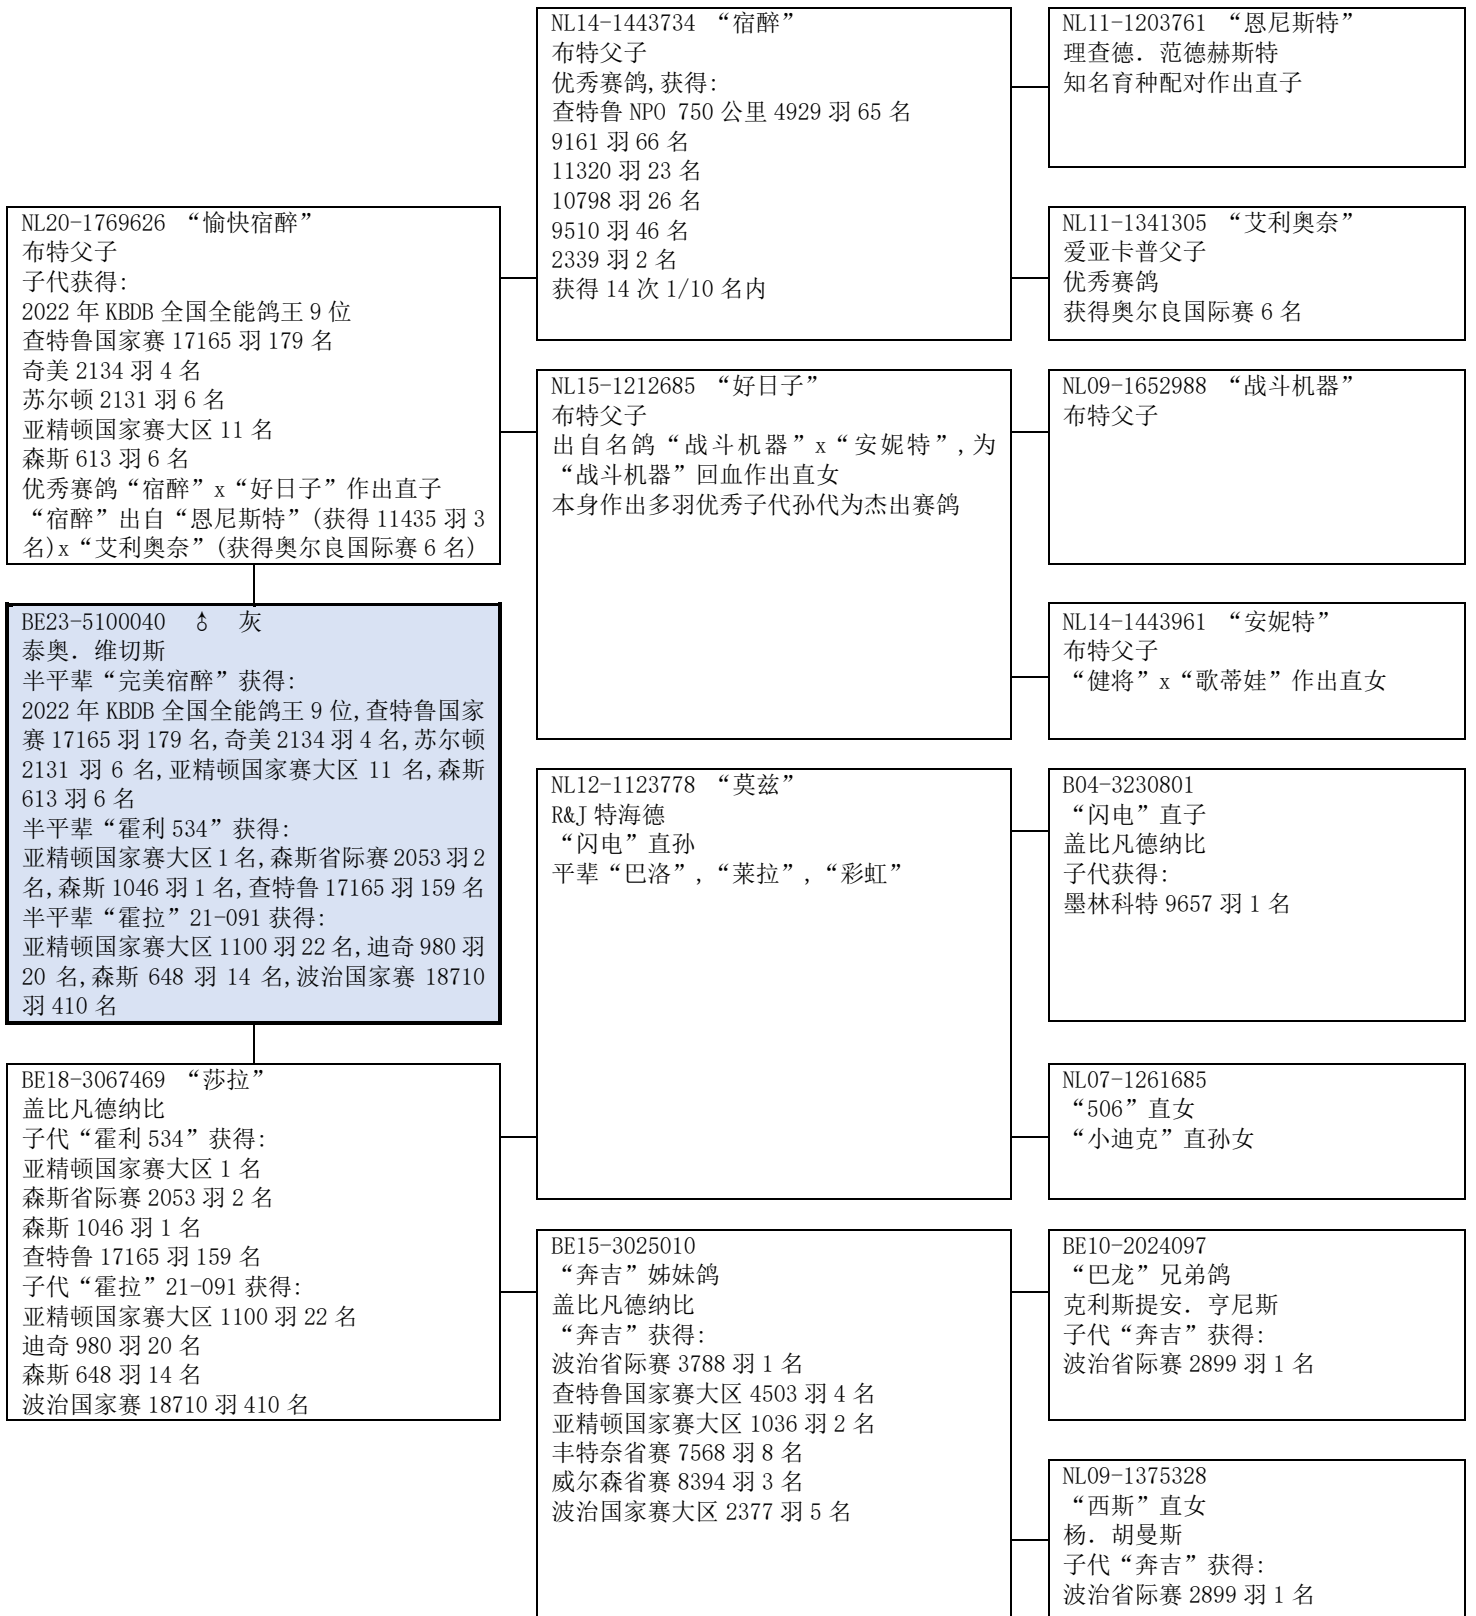 NL20-1769626 “愉快宿醉”
布特父子
子代获得:
2022 年 KBDB 全国全能鸽王 9 位
查特鲁国家赛 17165 羽 179 名
奇美 2134 羽 4 名
苏尔顿 2131 羽 6 名
亚精顿国家赛大区 11 名
森斯 613 羽 6 名
优秀赛鸽“宿醉”x“好日子”作出直子
“宿醉”出自“恩尼斯特”(获得 11435 羽 3
名)x“艾利奥奈”(获得奥尔良国际赛 6 名)
BE23-5100040 ♂ 灰
泰奥．维切斯
半平辈“完美宿醉”获得:
2022 年 KBDB 全国全能鸽王 9 位,查特鲁国家
赛 17165 羽 179 名,奇美 2134 羽 4 名,苏尔顿
2131 羽 6 名,亚精顿国家赛大区 11 名,森斯
613 羽 6 名
半平辈“霍利 534”获得:
亚精顿国家赛大区 1 名,森斯省际赛 2053 羽 2
名,森斯 1046 羽 1 名,查特鲁 17165 羽 159 名
半平辈“霍拉”21-091 获得:
亚精顿国家赛大区 1100 羽 22 名,迪奇 980 羽
20 名,森斯 648 羽 14 名,波治国家赛 18710
羽 410 名
BE18-3067469 “莎拉”
盖比凡德纳比
子代“霍利 534”获得:
亚精顿国家赛大区 1 名
森斯省际赛 2053 羽 2 名
森斯 1046 羽 1 名
查特鲁 17165 羽 159 名
子代“霍拉”21-091 获得:
亚精顿国家赛大区 1100 羽 22 名
迪奇 980 羽 20 名
森斯 648 羽 14 名
波治国家赛 18710 羽 410 名
NL14-1443734 “宿醉”
布特父子
优秀赛鸽,获得:
查特鲁 NPO 750 公里 4929 羽 65 名
9161 羽 66 名
11320 羽 23 名
10798 羽 26 名
9510 羽 46 名
2339 羽 2 名
获得 14 次 1/10 名内
NL15-1212685 “好日子”
布特父子
出自名鸽“战斗机器”x“安妮特”,为
“战斗机器”回血作出直女
本身作出多羽优秀子代孙代为杰出赛鸽
NL12-1123778 “莫兹”
R&J 特海德
“闪电”直孙
平辈“巴洛”,“莱拉”,“彩虹”
BE15-3025010
“奔吉”姊妹鸽
盖比凡德纳比
“奔吉”获得:
波治省际赛 3788 羽 1 名
查特鲁国家赛大区 4503 羽 4 名
亚精顿国家赛大区 1036 羽 2 名
丰特奈省赛 7568 羽 8 名
威尔森省赛 8394 羽 3 名
波治国家赛大区 2377 羽 5 名
NL11-1203761 “恩尼斯特”
理查德．范德赫斯特
知名育种配对作出直子
NL11-1341305 “艾利奥奈”
爱亚卡普父子
优秀赛鸽
获得奥尔良国际赛 6 名
NL09-1652988 “战斗机器”
布特父子
NL14-1443961 “安妮特”
布特父子
“健将”x“歌蒂娃”作出直女
B04-3230801
“闪电”直子
盖比凡德纳比
子代获得:
墨林科特 9657 羽 1 名
NL07-1261685
“506”直女
“小迪克”直孙女
BE10-2024097
“巴龙”兄弟鸽
克利斯提安．亨尼斯
子代“奔吉”获得:
波治省际赛 2899 羽 1 名
NL09-1375328
“西斯”直女
杨．胡曼斯
子代“奔吉”获得:
波治省际赛 2899 羽 1 名